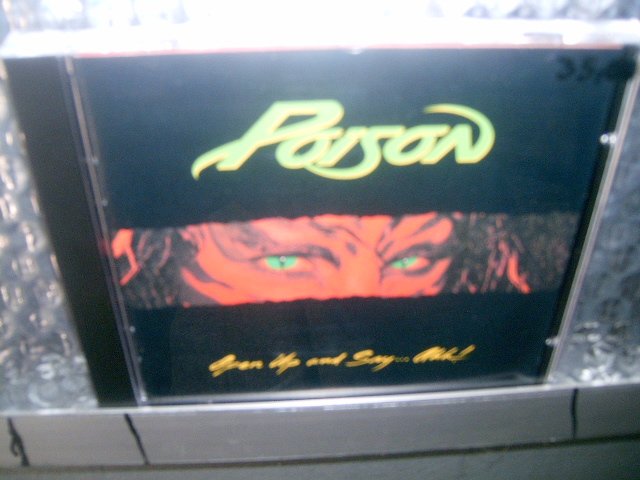 POISON
Open Up and Say... Ahh!